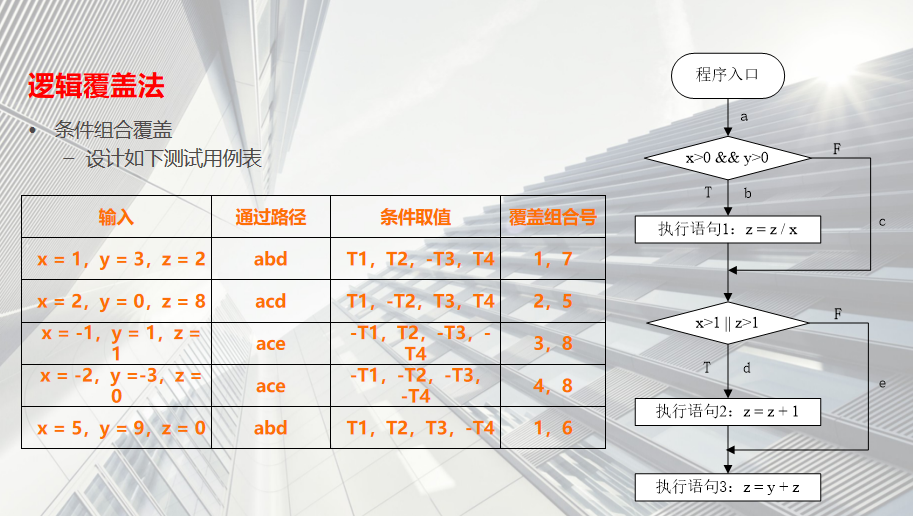 逻辑覆盖法
• 条件组合覆盖
– 设计如下测试用例表
输入 通过路径 条件取值 覆盖组合号
x = 1，y = 3，z = 2 abd T1，T2，-T3，T4 1，7
x = 2，y = 0，z = 8 acd T1，-T2，T3，T4 2，5
x = -1，y = 1，z =
1
ace
-T1，T2，-T3，-
T4
3，8
x = -2，y =-3，z =
0
ace
-T1，-T2，-T3，
-T4
4，8
x = 5，y = 9，z = 0 abd T1，T2，T3，-T4 1，6
程序入口
a
x>0 && y>0
F
T b
c
执行语句1：z = z / x
x>1 || z>1
F
T d
e
执行语句2：z = z + 1
执行语句3：z = y + z